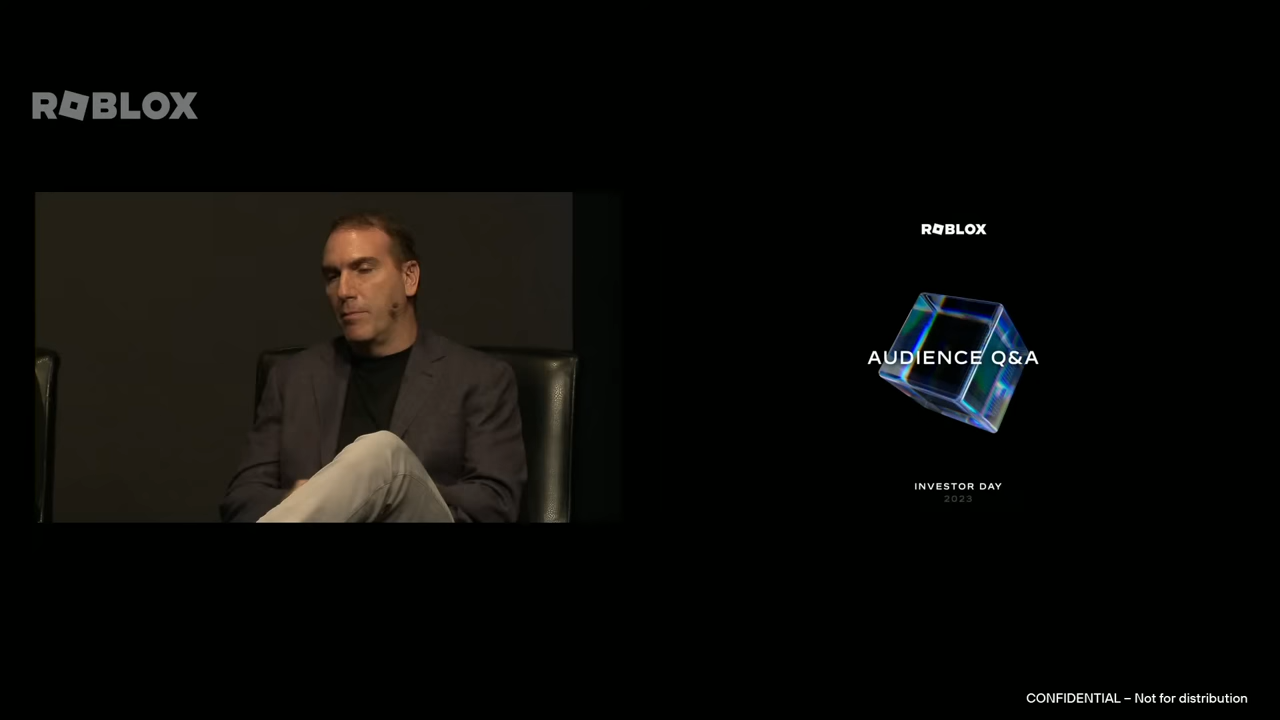 ROBLOX
ROBLOX
AUDIENCE Q&A
INVESTOR DAY
2023
CONFIDENTIAL – Not for distribution